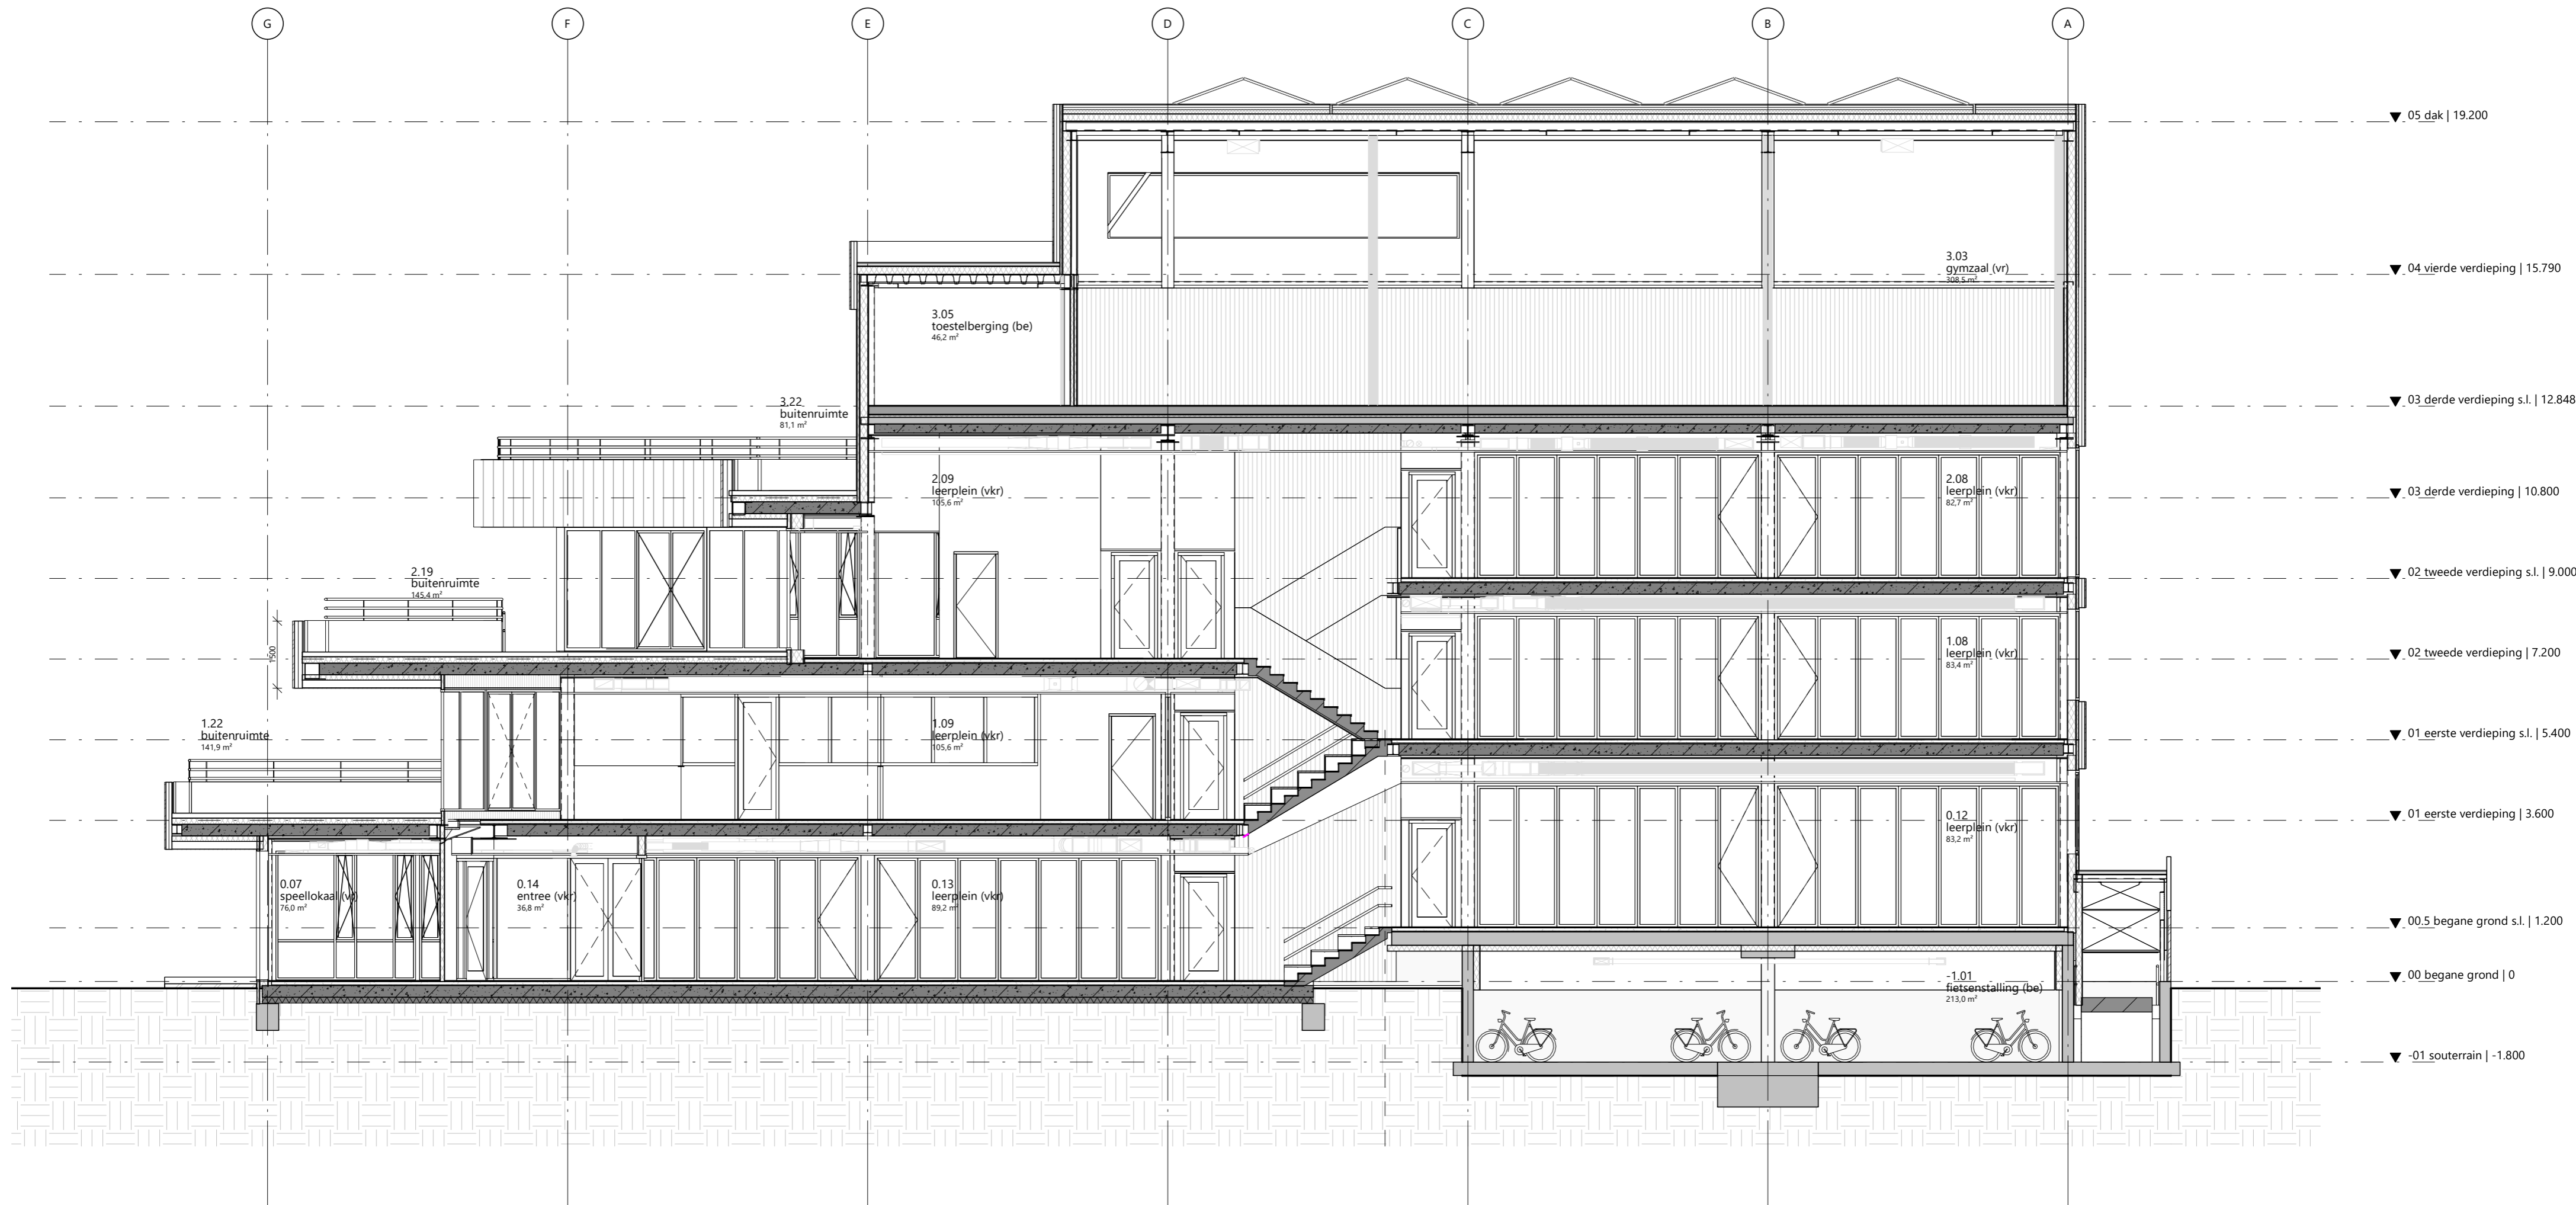 G
F
E
D
C
B
A
05 dak | 19.200
04 vierde verdieping | 15.790
03 derde verdieping s.l. | 12.848
03 derde verdieping | 10.800
02 tweede verdieping s.l. | 9.000
02 tweede verdieping | 7.200
01 eerste verdieping s.l. | 5.400
01 eerste verdieping | 3.600
00.5 begane grond s.l. | 1.200
00 begane grond | 0
-01 souterrain | -1.800
3.03
gymzaal (vr)
308,5 m²
3.05
toestelberging (be)
46,2 m²
3.22
buitenruimte
81,1 m²
2.09
leerplein (vkr)
105,6 m²
2.08
leerplein (vkr)
82,7 m²
2.19
buitenruimte
145,4 m²
1500
1.08
leerplein (vkr)
83,4 m²
1.22
buitenruimte
141,9 m²
1.09
leerplein (vkr)
105,6 m²
0.12
leerplein (vkr)
83,2 m²
0.07
speellokaal (vr)
76,0 m²
0.14
entree (vkr)
36,8 m²
0.13
leerplein (vkr)
89,2 m²
-1.01
fietsenstalling (be)
213,0 m²